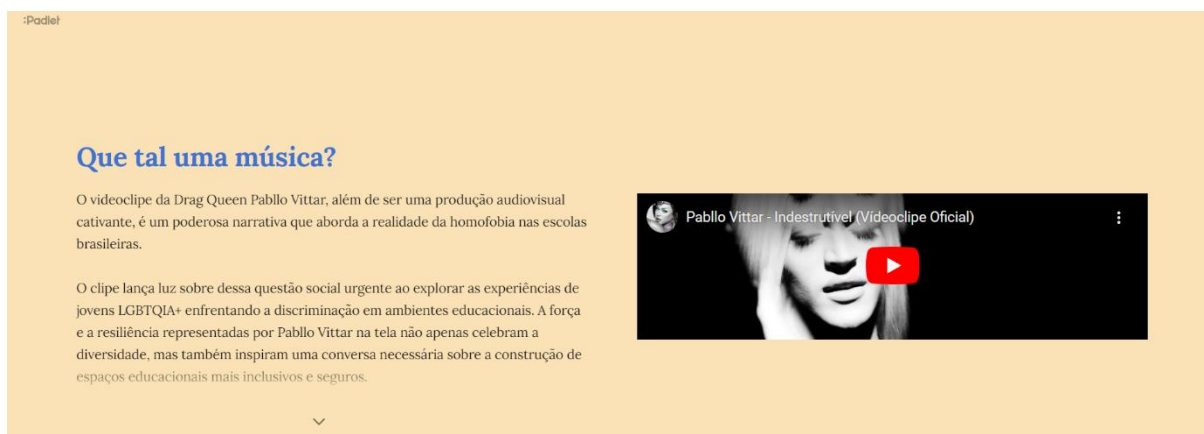 :Padlet
Que tal uma música?
O videoclipe da Drag Queen Pabllo Vittar, além de ser uma produção audiovisual
cativante, é um poderosa narrativa que aborda a realidade da homofobia nas escolas
brasileiras.
O clipe lança luz sobre dessa questão social urgente ao explorar as experiências de
jovens LGBTQIA+ enfrentando a discriminação em ambientes educacionais. A força
e a resiliência representadas por Pabllo Vittar na tela não apenas celebram a
diversidade, mas também inspiram uma conversa necessária sobre a construção de
espaços educacionais mais inclusivos e seguros.
Pabllo Vittar - Indestrutível (Vídeoclipe Oficial)